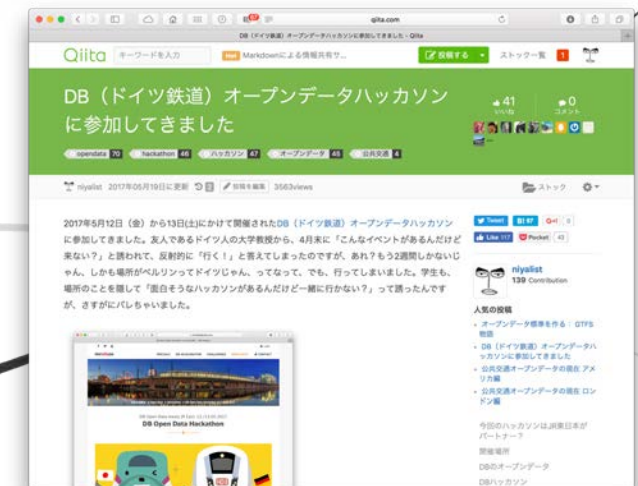 qiita.com
DB（ドイツ鉄道）オープンデータハッカソンに参加してきました - Qiita
Qiita
キーワードを入力
Hot Markdownによる情報共有サ...
投稿する
ストック一覧 1
DB（ドイツ鉄道）オープンデータハッカソン
に参加してきました
41
いいね
0
コメント
opendata 70 hackathon 46 ハッカソン 47 オープンデータ 45 公共交通 4
niyalist 2017年05月19日に更新 投稿を編集 3563views
ストック
2017年5月12日（金）から13日(土)にかけて開催されたDB（ドイツ鉄道）オープンデータハッカソン
に参加してきました。友人であるドイツ人の大学教授から、4月末に「こんなイベントがあるんだけど
来ない？」と誘われて、反射的に「行く！」と答えてしまったのですが、あれ？もう2週間しかないじ
ゃん、しかも場所がベルリンってドイツじゃん、ってなって、でも、行ってしまいました。学生も、
場所のことを隠して「面白そうなハッカソンがあるんだけど一緒に行かない？」って誘ったんです
が、さすがにバレちゃいました。
DB Open Data Hackathon
Tweet B! 67 G+1 0
Like 117 Pocket 43
niyalist
139 Contribution
人気の投稿
オープンデータ標準を作る： GTFS
物語
DB（ドイツ鉄道）オープンデータハ
ッカソンに参加してきました
公共交通オープンデータの現在 アメ
リカ編
公共交通オープンデータの現在 ロン
ドン編
今回のハッカソンはJR東日本が
パートナー？
開催場所
DBのオープンデータ
DBハッカソン